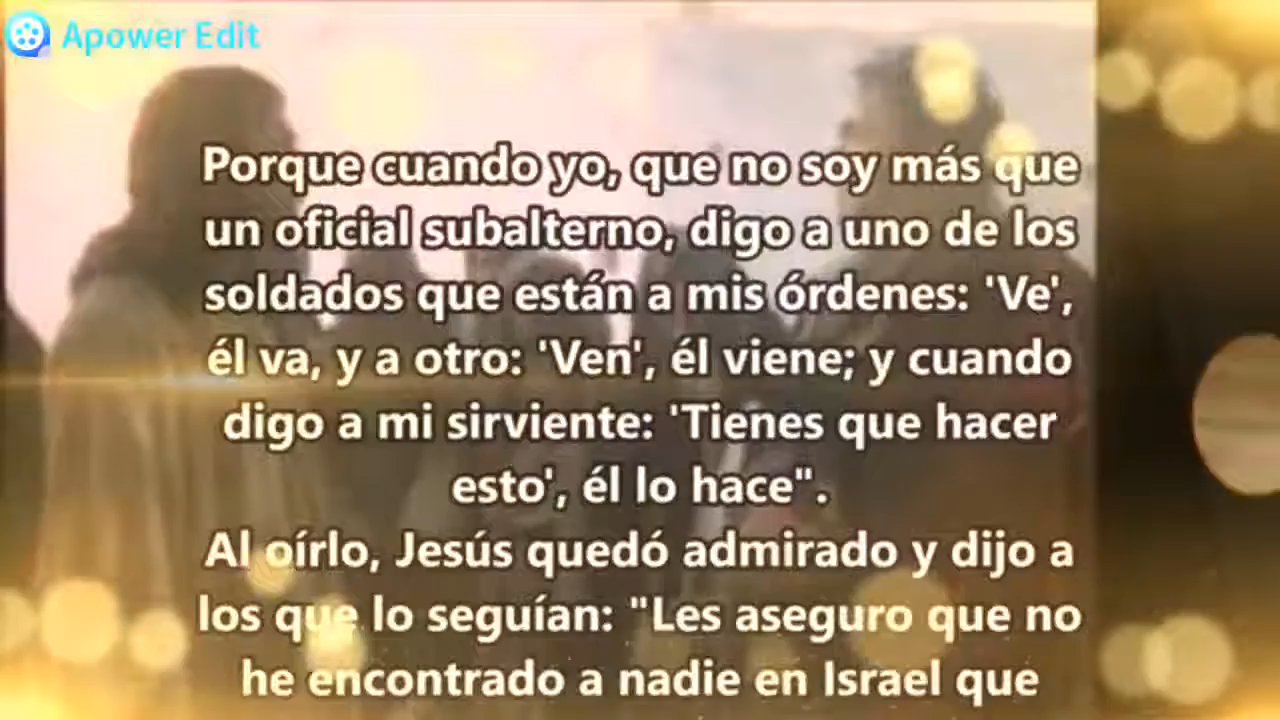 Apower Edit
Porque cuando yo, que no soy más que
un oficial subalterno, digo a uno de los
soldados que están a mis órdenes: 'Ve',
él va, y a otro: 'Ven', él viene; y cuando
digo a mi sirviente: 'Tienes que hacer
esto', él lo hace".
Al oírlo, Jesús quedó admirado y dijo a
los que lo seguían: "Les aseguro que no
he encontrado a nadie en Israel que